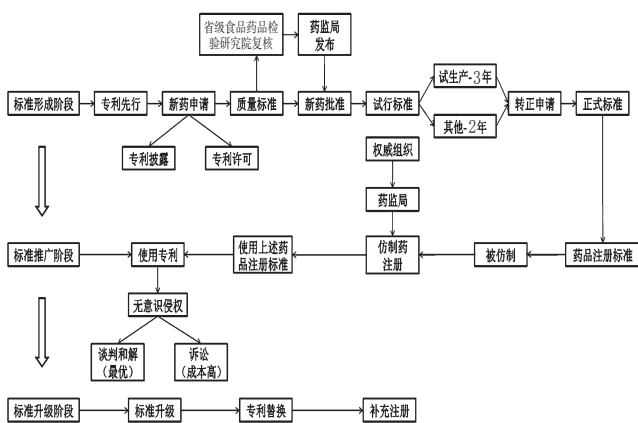 省级食品药品检
验研究院复核
药监局
发布
标准形成阶段
专利先行
新药申请
质量标准
新药批准
试行标准
试生产-3年
其他-2年
转正申请
正式标准
专利披露
专利许可
权威组织
药监局
标准推广阶段
使用专利
使用上述药
品注册标准
仿制药
注册
被仿制
药品注册标准
无意识侵权
谈判和解
(最优)
诉讼
(成本高)
标准升级阶段
标准升级
专利替换
补充注册